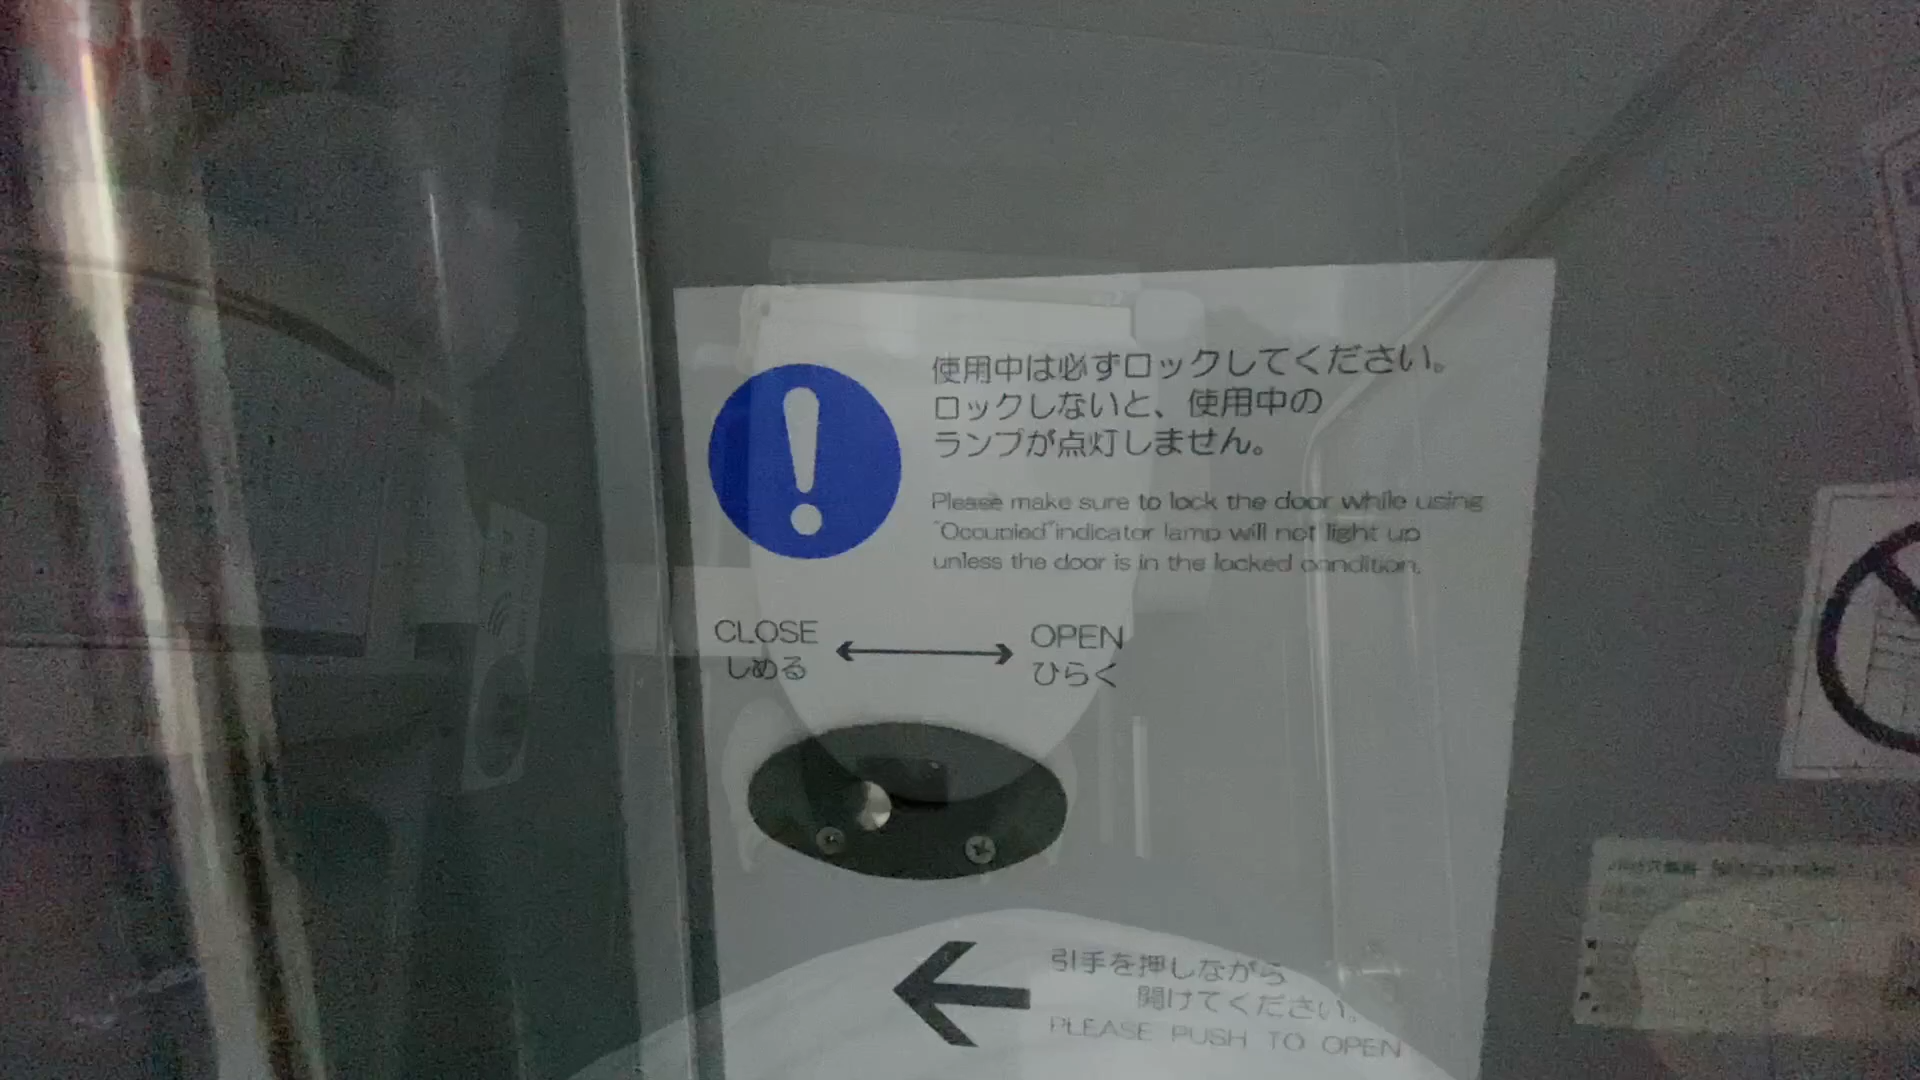 使用中は必ずロックしてください。
ロックしないと、使用中の
ランプが点灯しません。
Please make sure to lock the door while using
"Occupied"indicator lamp will not light up
unless the door is in the locked condition.
CLOSE
しめる
OPEN
ひらく
引手を押しながら
開けてください。
PLEASE PUSH TO OPEN